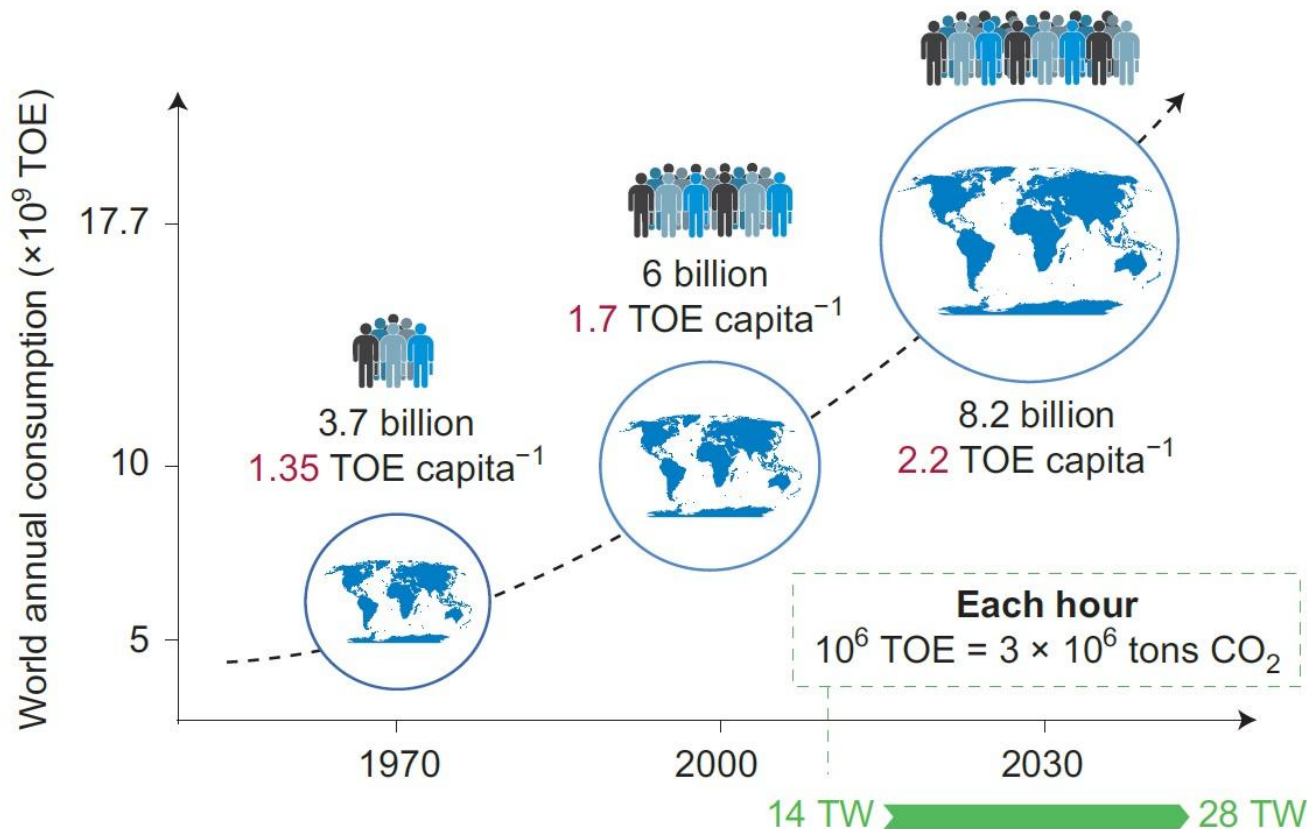 World annual consumption (×10⁹ TOE)
17.7
10
5
3.7 billion
1.35 TOE capita⁻¹
6 billion
1.7 TOE capita⁻¹
8.2 billion
2.2 TOE capita⁻¹
Each hour
10⁶ TOE = 3 × 10⁶ tons CO₂
1970
2000
2030
14 TW
28 TW